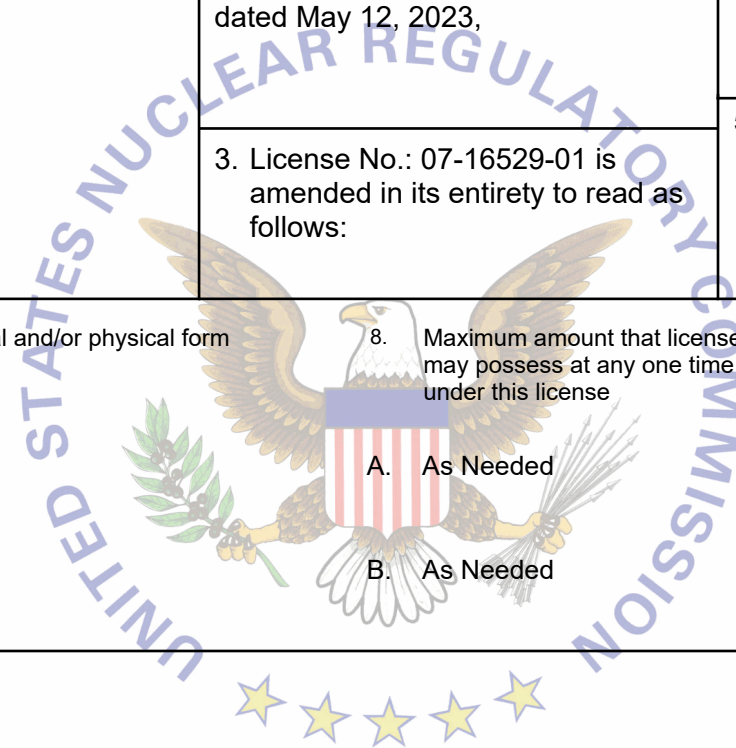 dated May 12, 2023,
3. License No.: 07-16529-01 is
amended in its entirety to read as
follows:
l and/or physical form
8. Maximum amount that license
may possess at any one time
under this license
A. As Needed
B. As Needed
UNITED STATES NUCLEAR REGULATORY COMMISSION